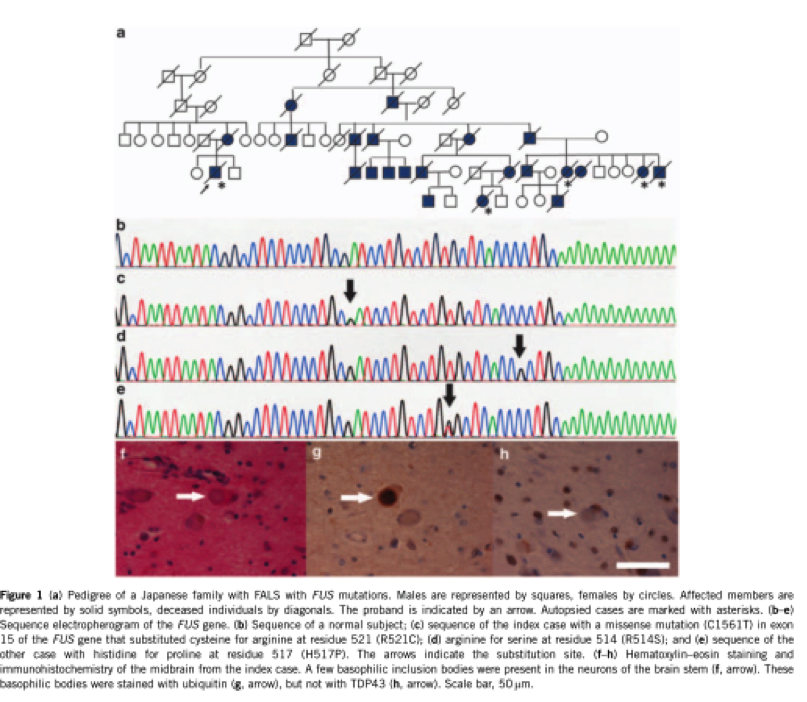 a
b
c
d
e
f
g
h
Figure 1 (a) Pedigree of a Japanese family with FALS with FUS mutations. Males are represented by squares, females by circles. Affected members are
represented by solid symbols, deceased individuals by diagonals. The proband is indicated by an arrow. Autopsied cases are marked with asterisks. (b–e)
Sequence electropherogram of the FUS gene. (b) Sequence of a normal subject; (c) sequence of the index case with a missense mutation (C1561T) in exon
15 of the FUS gene that substituted cysteine for arginine at residue 521 (R521C); (d) arginine for serine at residue 514 (R514S); and (e) sequence of the
other case with histidine for proline at residue 517 (H517P). The arrows indicate the substitution site. (f–h) Hematoxylin–eosin staining and
immunohistochemistry of the midbrain from the index case. A few basophilic inclusion bodies were present in the neurons of the brain stem (f, arrow). These
basophilic bodies were stained with ubiquitin (g, arrow), but not with TDP43 (h, arrow). Scale bar, 50 μm.